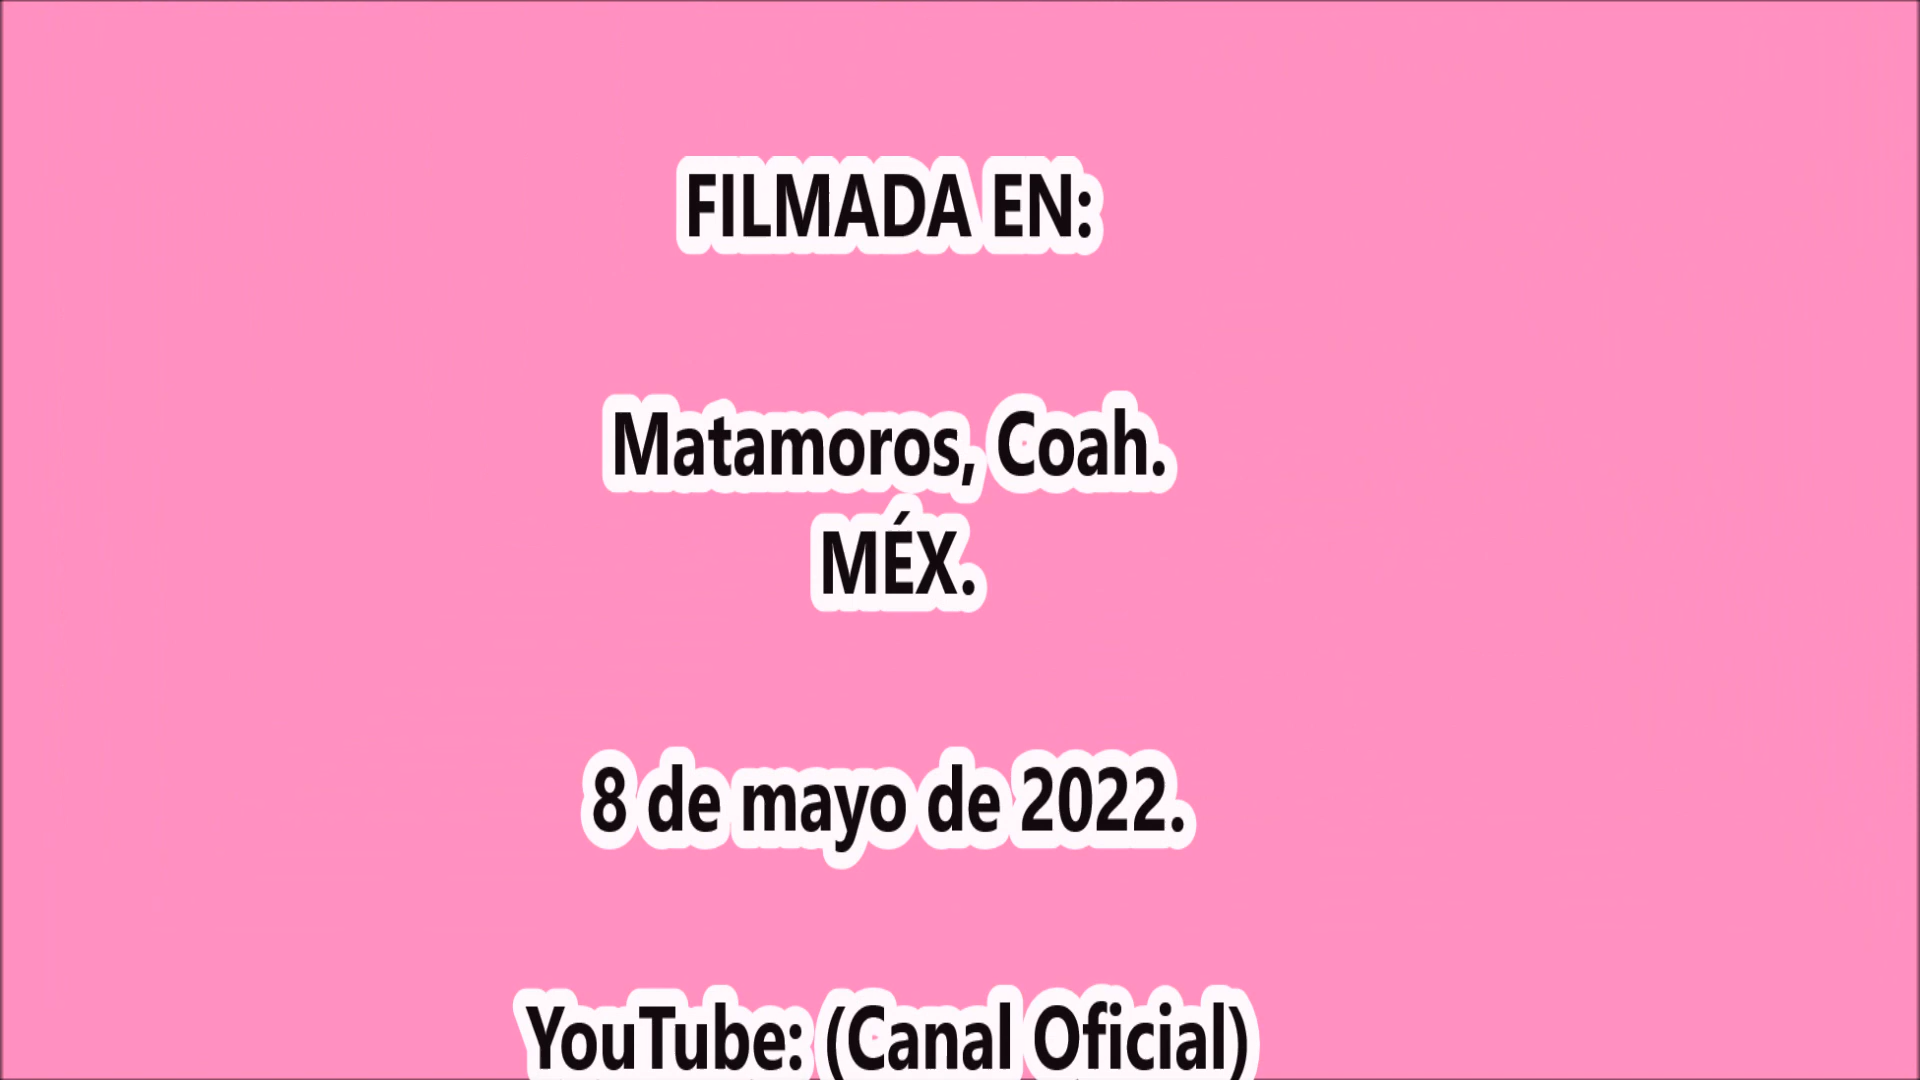 FILMADA EN:
Matamoros, Coah.
MÉX.
8 de mayo de 2022.
YouTube: (Canal Oficial)